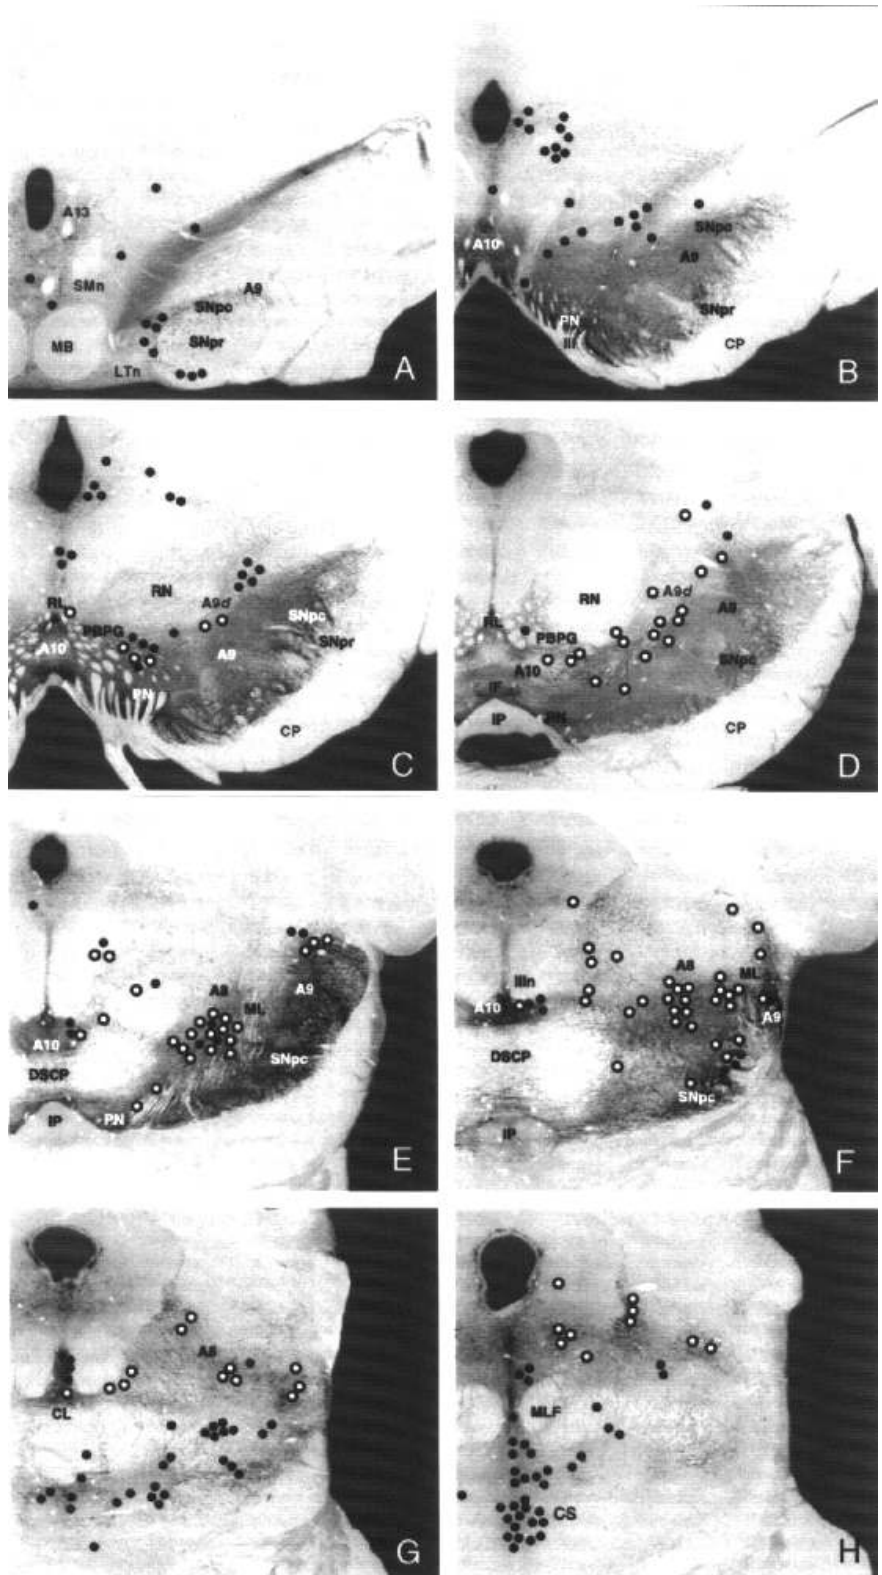 A13
SMn
A9
SNpc
SNpr
MB
LTn
A
SNpc
A10
A9
SNpr
PN
III
CP
B
RN
RL
A9d
SNpc
PBPG
SNpr
A10
A9
PN
CP
C
RN
A9d
A9
RL
PBPG
A10
SNpc
IF
IP
PN
CP
D
A8
ML
A9
A10
SNpc
DSCP
PN
IP
E
A8
ML
IIIn
A10
A9
DSCP
SNpc
IP
F
A8
CL
G
MLF
CS
H